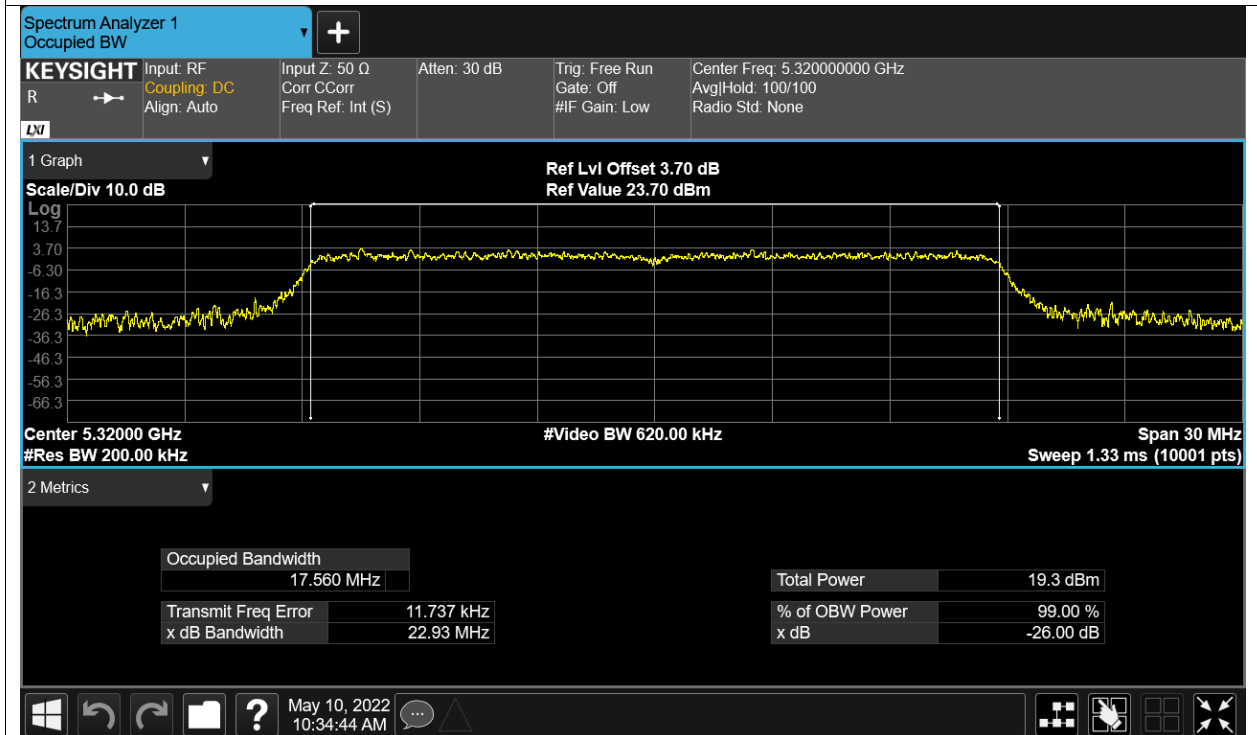 Spectrum Analyzer 1
Occupied BW
▼
+
KEYSIGHT
R
LXI
Input: RF
Coupling: DC
Align: Auto
Input Z: 50 Ω
Corr CCorr
Freq Ref: Int (S)
Atten: 30 dB
Trig: Free Run
Gate: Off
#IF Gain: Low
Center Freq: 5.320000000 GHz
Avg|Hold: 100/100
Radio Std: None
1 Graph ▼
Scale/Div 10.0 dB
Ref Lvl Offset 3.70 dB
Ref Value 23.70 dBm
Log
13.7
3.70
-6.30
-16.3
-26.3
-36.3
-46.3
-56.3
-66.3
Center 5.32000 GHz
#Res BW 200.00 kHz
#Video BW 620.00 kHz
Span 30 MHz
Sweep 1.33 ms (10001 pts)
2 Metrics ▼
Occupied Bandwidth
17.560 MHz
Transmit Freq Error 11.737 kHz
x dB Bandwidth 22.93 MHz
Total Power 19.3 dBm
% of OBW Power 99.00 %
x dB -26.00 dB
?
May 10, 2022
10:34:44 AM
...